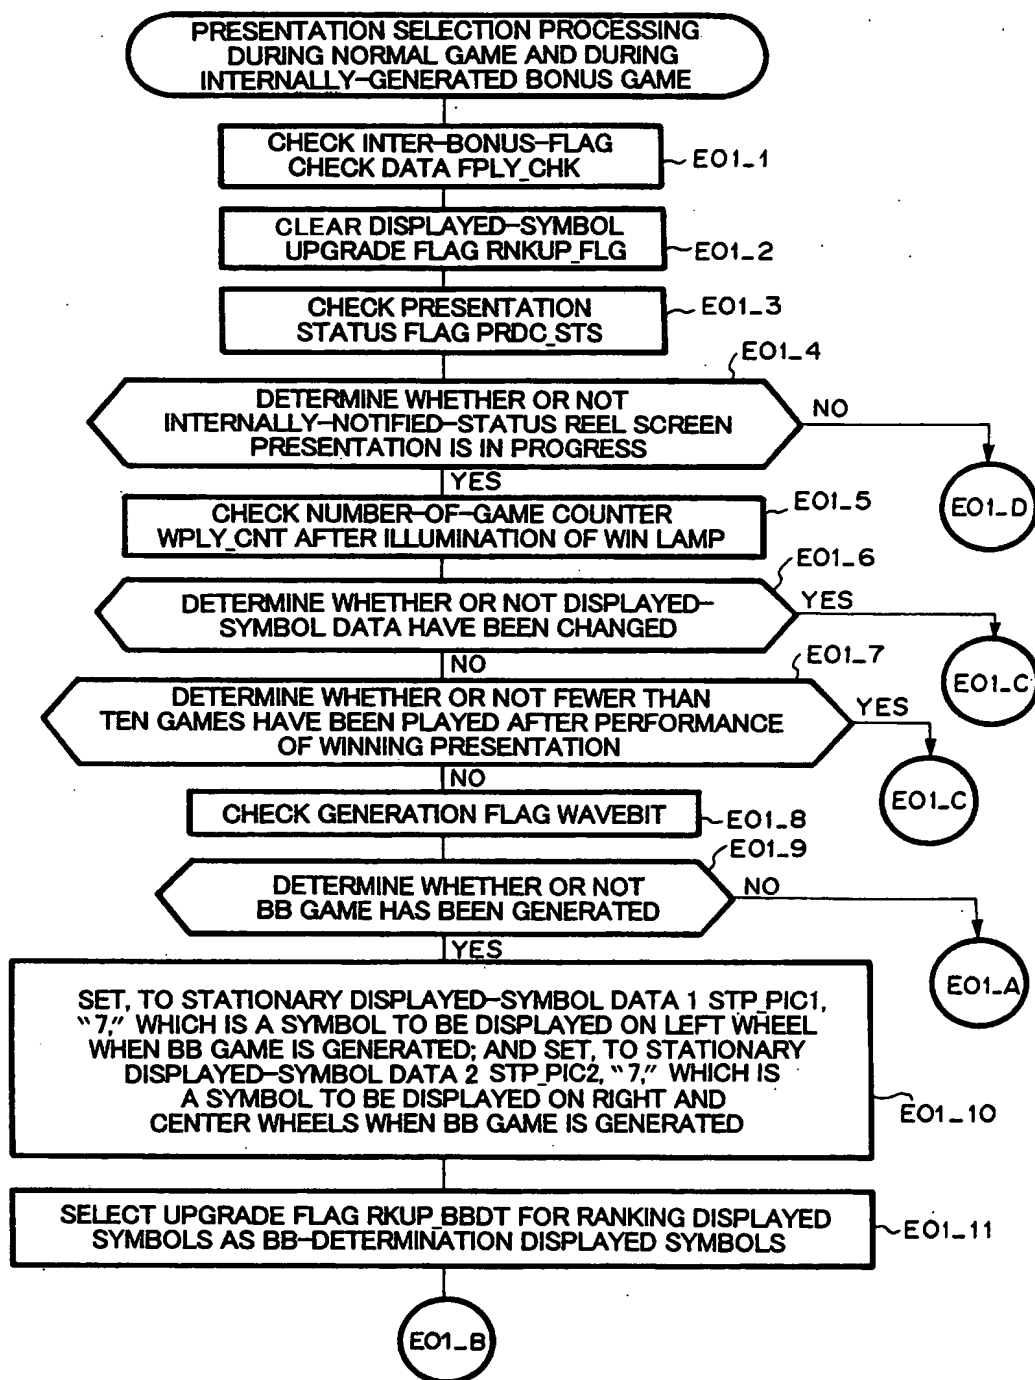 PRESENTATION SELECTION PROCESSING
DURING NORMAL GAME AND DURING
INTERNALLY-GENERATED BONUS GAME
CHECK INTER-BONUS-FLAG
CHECK DATA FPLY_CHK
E01_1
CLEAR DISPLAYED-SYMBOL
UPGRADE FLAG RNKUP_FLG
E01_2
CHECK PRESENTATION
STATUS FLAG PRDC_STS
E01_3
E01_4
DETERMINE WHETHER OR NOT
INTERNALLY-NOTIFIED-STATUS REEL SCREEN
PRESENTATION IS IN PROGRESS
NO
E01_D
YES
CHECK NUMBER-OF-GAME COUNTER
WPLY_CNT AFTER ILLUMINATION OF WIN LAMP
E01_5
E01_6
DETERMINE WHETHER OR NOT DISPLAYED-
SYMBOL DATA HAVE BEEN CHANGED
YES
E01_C
NO
E01_7
DETERMINE WHETHER OR NOT FEWER THAN
TEN GAMES HAVE BEEN PLAYED AFTER PERFORMANCE
OF WINNING PRESENTATION
YES
E01_C
NO
CHECK GENERATION FLAG WAVEBIT
E01_8
E01_9
DETERMINE WHETHER OR NOT
BB GAME HAS BEEN GENERATED
NO
E01_A
YES
SET, TO STATIONARY DISPLAYED-SYMBOL DATA 1 STP_PIC1,
"7," WHICH IS A SYMBOL TO BE DISPLAYED ON LEFT WHEEL
WHEN BB GAME IS GENERATED; AND SET, TO STATIONARY
DISPLAYED-SYMBOL DATA 2 STP_PIC2, "7," WHICH IS
A SYMBOL TO BE DISPLAYED ON RIGHT AND
CENTER WHEELS WHEN BB GAME IS GENERATED
E01_10
SELECT UPGRADE FLAG RKUP_BBDT FOR RANKING DISPLAYED
SYMBOLS AS BB-DETERMINATION DISPLAYED SYMBOLS
E01_11
E01_B